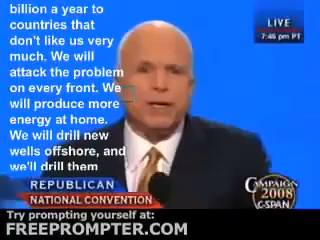 billion a year to
countries that
don't like us very
much. We will
attack the problem
on every front. We
will produce more
energy at home.
We will drill new
wells offshore, and
we'll drill them
LIVE
7:46 pm PT
REPUBLICAN
NATIONAL CONVENTION
CAMPAIGN
2008
C-SPAN
Try prompting yourself at:
FREEPROMPTER.COM